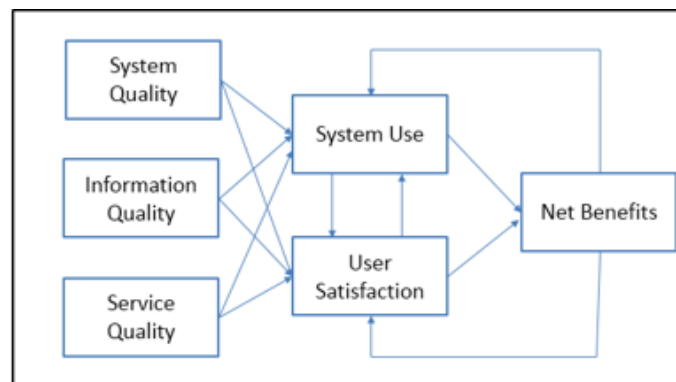 System
Quality
System Use
Information
Quality
Net Benefits
User
Satisfaction
Service
Quality